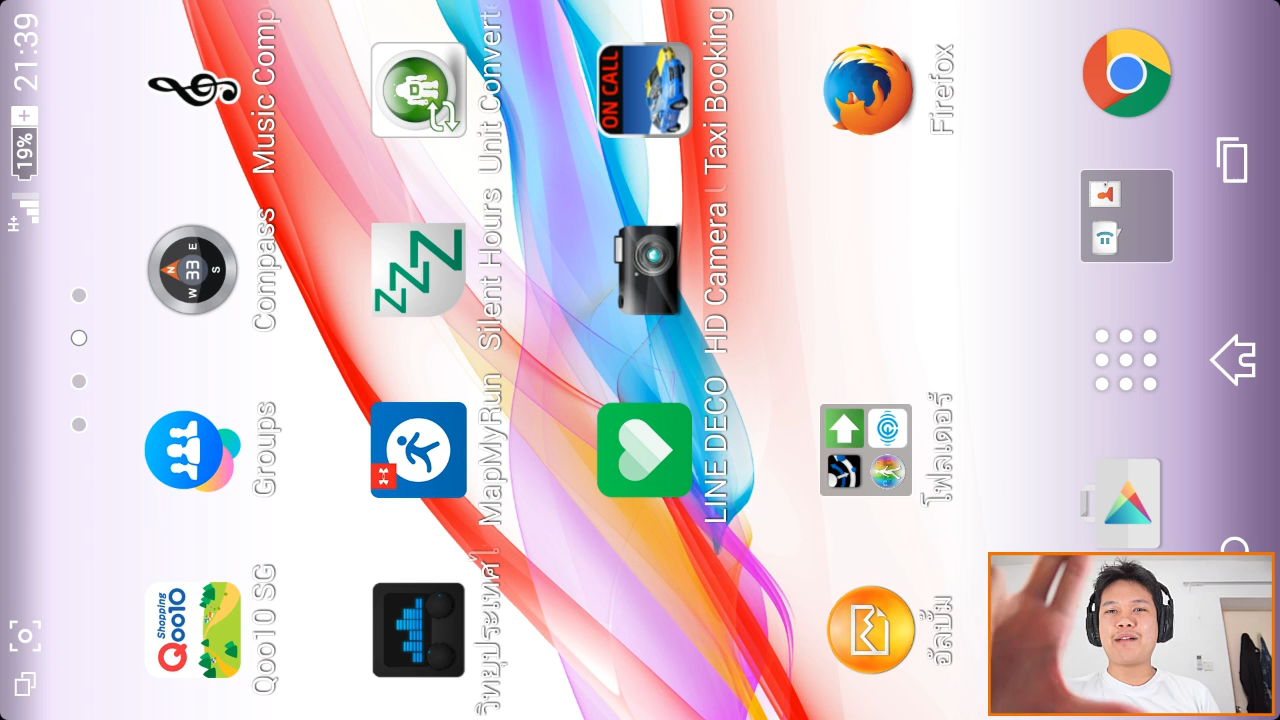 H+ 19% 21:39
Shopping
Qoo10
N
W 33 E
S
Qoo10 SG Groups Compass Music Comp
ZZZ
วิทยุประเทศไ MapMyRun Silent Hours Unit Convert
ON CALL
LINE DECO HD Camera Taxi Booking
อัลบั้ม โฟลเดอร์ Firefox